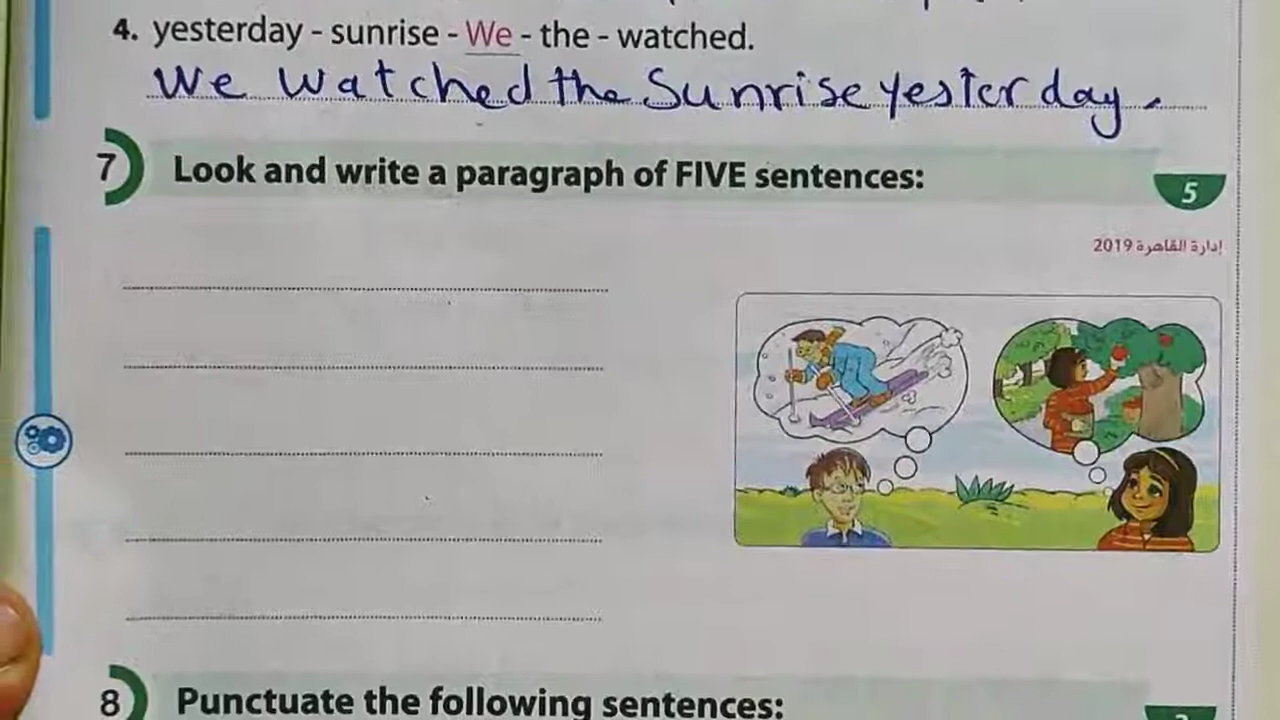 4. yesterday - sunrise - We - the - watched.
We watched the Sunrise yesterday.
7 Look and write a paragraph of FIVE sentences:
5
إدارة القاهرة 2019
8 Punctuate the following sentences: